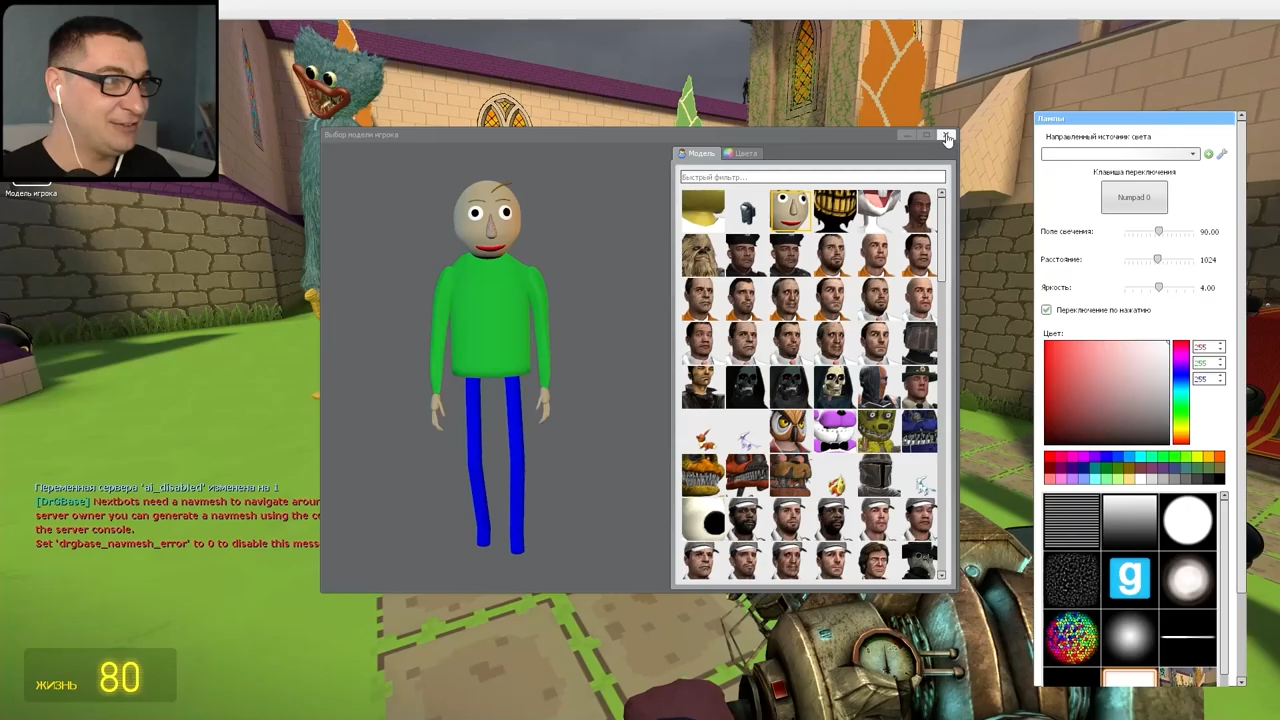 Выбор модели игрока
Модель
Цвета
Быстрый фильтр...
Модель игрока
Лампы
Направленный источник света
Клавиша переключения
Numpad 0
Поле свечения: 90.00
Расстояние: 1024
Яркость: 4.00
Переключение по нажатию
Цвет:
255
255
255
g
Переменная сервера 'ai_disabled' изменена на 1
[DrGBase] Nextbots need a navmesh to navigate aroun
server owner you can generate a navmesh using the co
the server console.
Set 'drgbase_navmesh_error' to 0 to disable this mess
ЖИЗНЬ 80